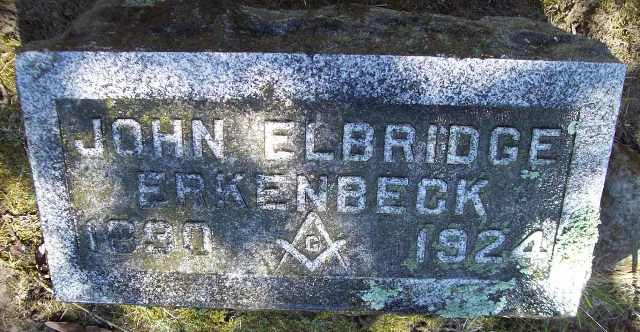 JOHN ELBRIDGE
ERKENBECK
1890 1924
G